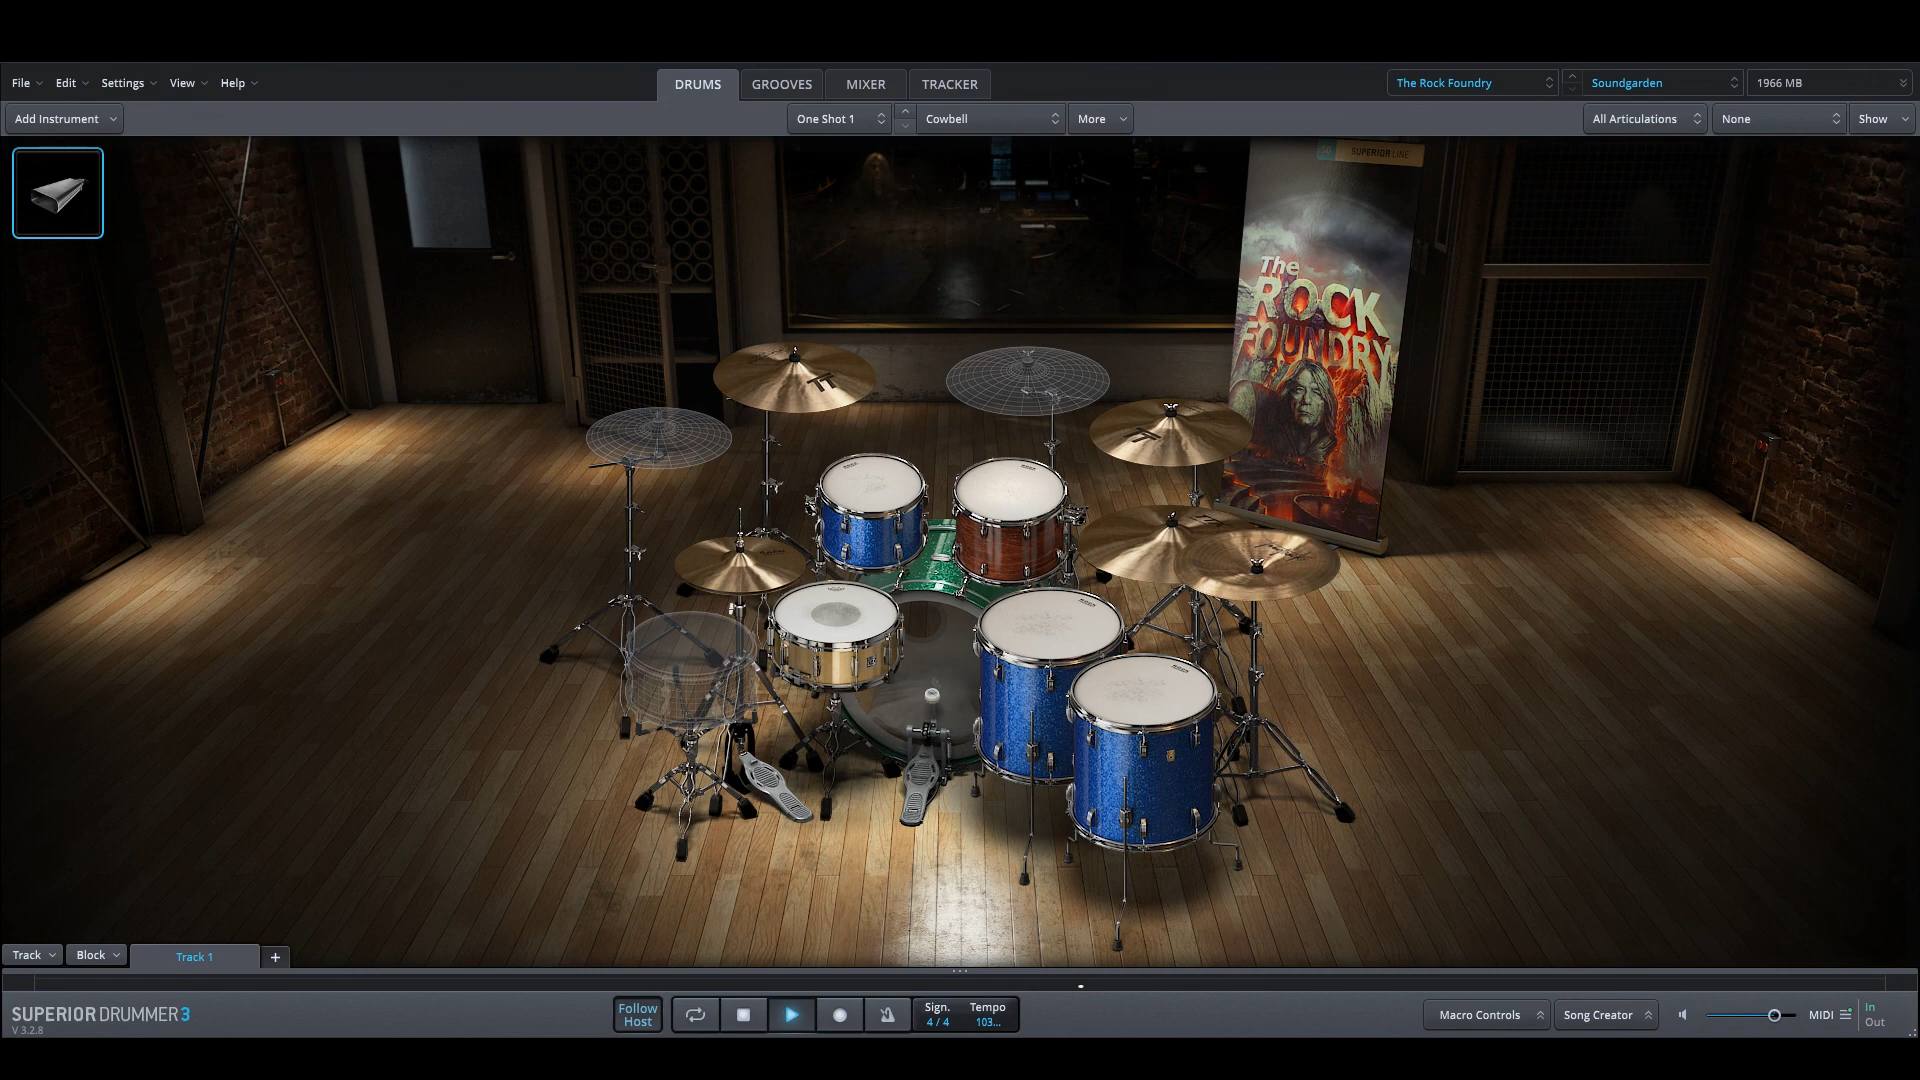 File Edit Settings View Help
DRUMS GROOVES MIXER TRACKER
The Rock Foundry Soundgarden 1966 MB
Add Instrument One Shot 1 Cowbell More All Articulations None Show
SUPERIOR LINE
The
ROCK
FOUNDRY
Track Block Track 1 +
SUPERIOR DRUMMER 3
V 3.2.8
Follow
Host
Sign. Tempo
4 / 4 103...
Macro Controls Song Creator MIDI In
Out